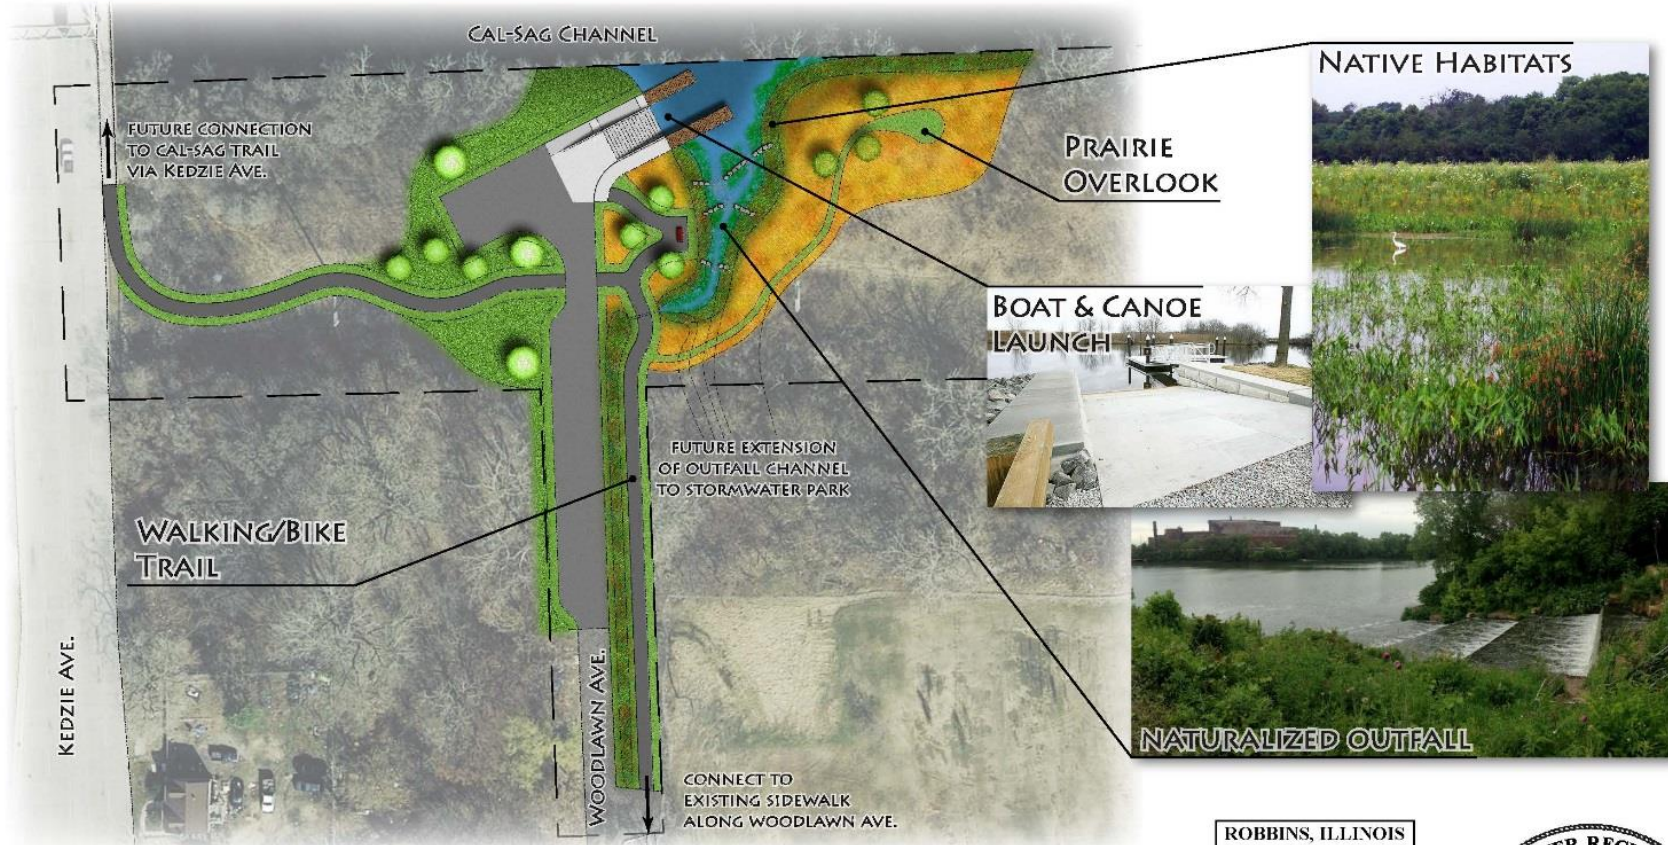 CAL-SAG CHANNEL
NATIVE HABITATS
FUTURE CONNECTION
TO CAL-SAG TRAIL
VIA KEDZIE AVE.
PRAIRIE
OVERLOOK
BOAT & CANOE
LAUNCH
FUTURE EXTENSION
OF OUTFALL CHANNEL
TO STORMWATER PARK
WALKING/BIKE
TRAIL
KEDZIE AVE.
WOODLAWN AVE.
NATURALIZED OUTFALL
CONNECT TO
EXISTING SIDEWALK
ALONG WOODLAWN AVE.
ROBBINS, ILLINOIS